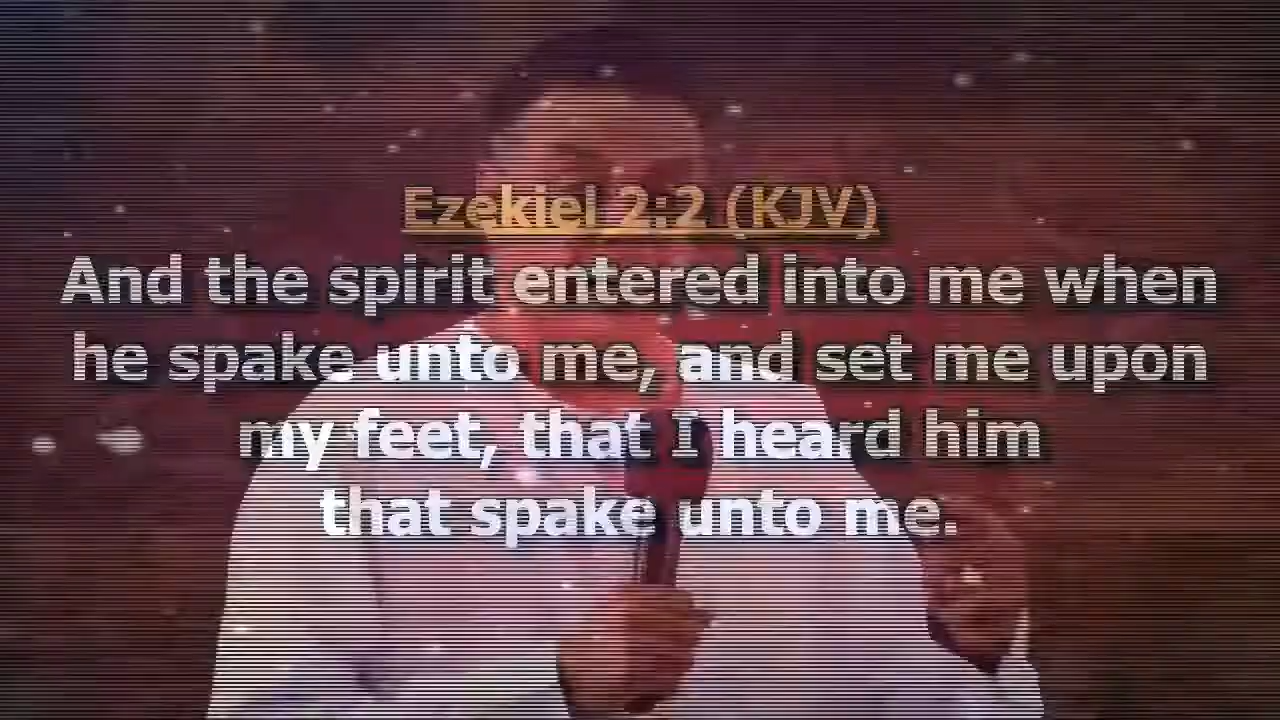 Ezekiel 2:2 (KJV)
And the spirit entered into me when
he spake unto me, and set me upon
my feet, that I heard him
that spake unto me.